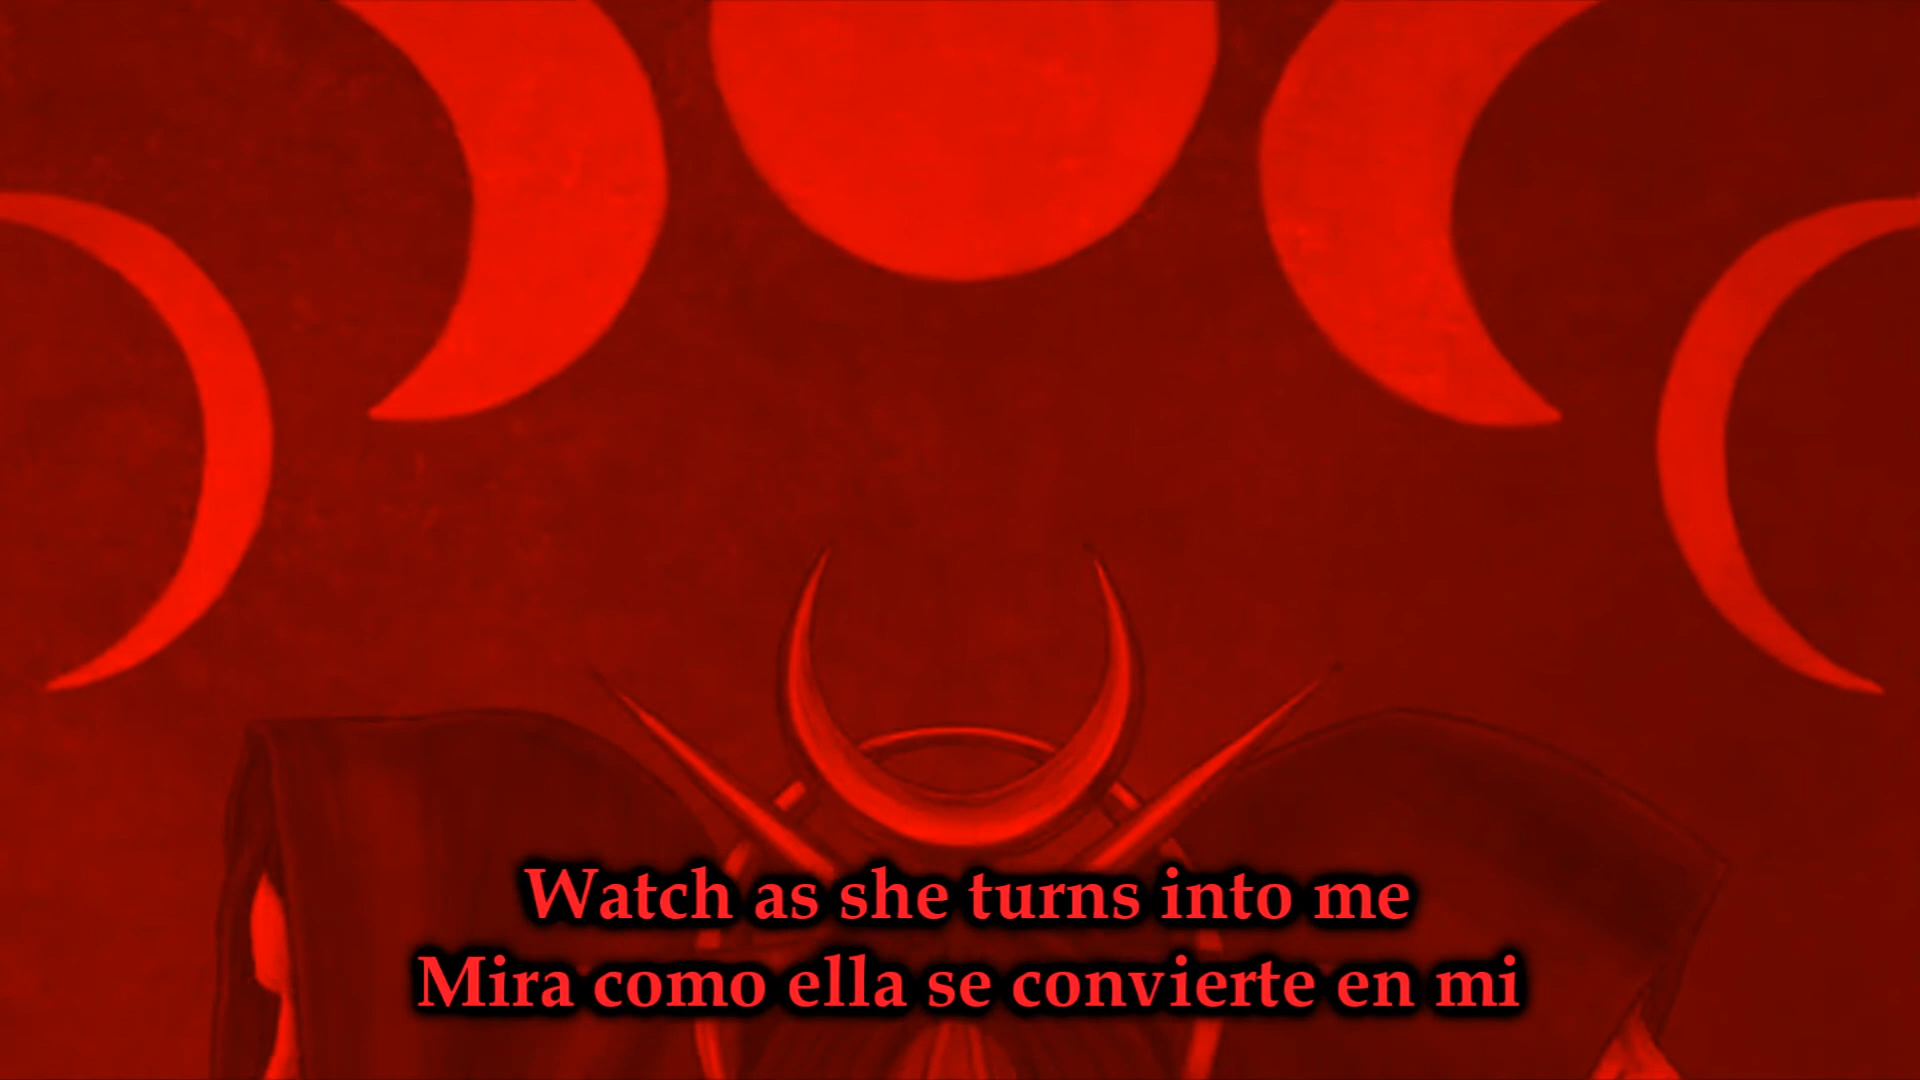 Watch as she turns into me
Mira como ella se convierte en mi